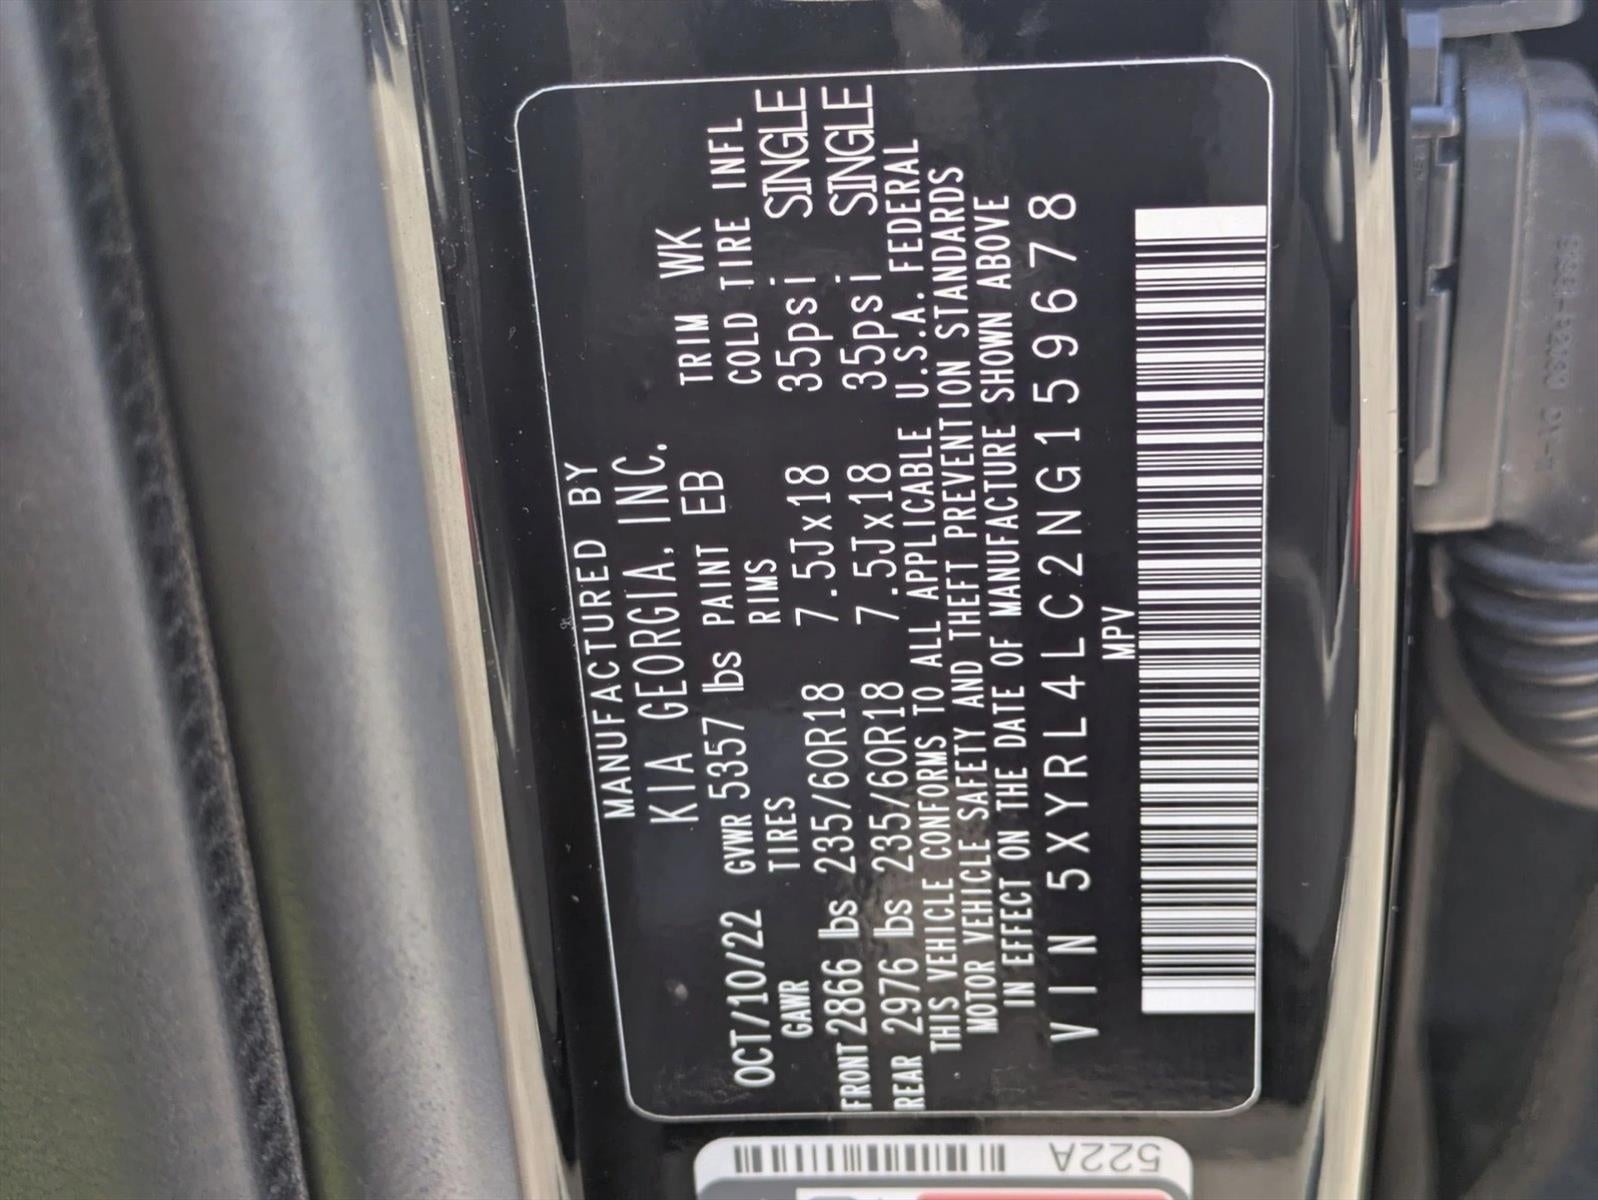 MANUFACTURED BY
KIA GEORGIA, INC.
OCT/10/22 GVWR 5357 lbs PAINT EB TRIM WK
GAWR TIRES RIMS COLD TIRE INFL
FRONT 2866 lbs 235/60R18 7.5Jx18 35psi SINGLE
REAR 2976 lbs 235/60R18 7.5Jx18 35psi SINGLE
THIS VEHICLE CONFORMS TO ALL APPLICABLE U.S.A. FEDERAL
MOTOR VEHICLE SAFETY AND THEFT PREVENTION STANDARDS
IN EFFECT ON THE DATE OF MANUFACTURE SHOWN ABOVE
VIN 5XYRL4LC2NG159678
MPV
522A